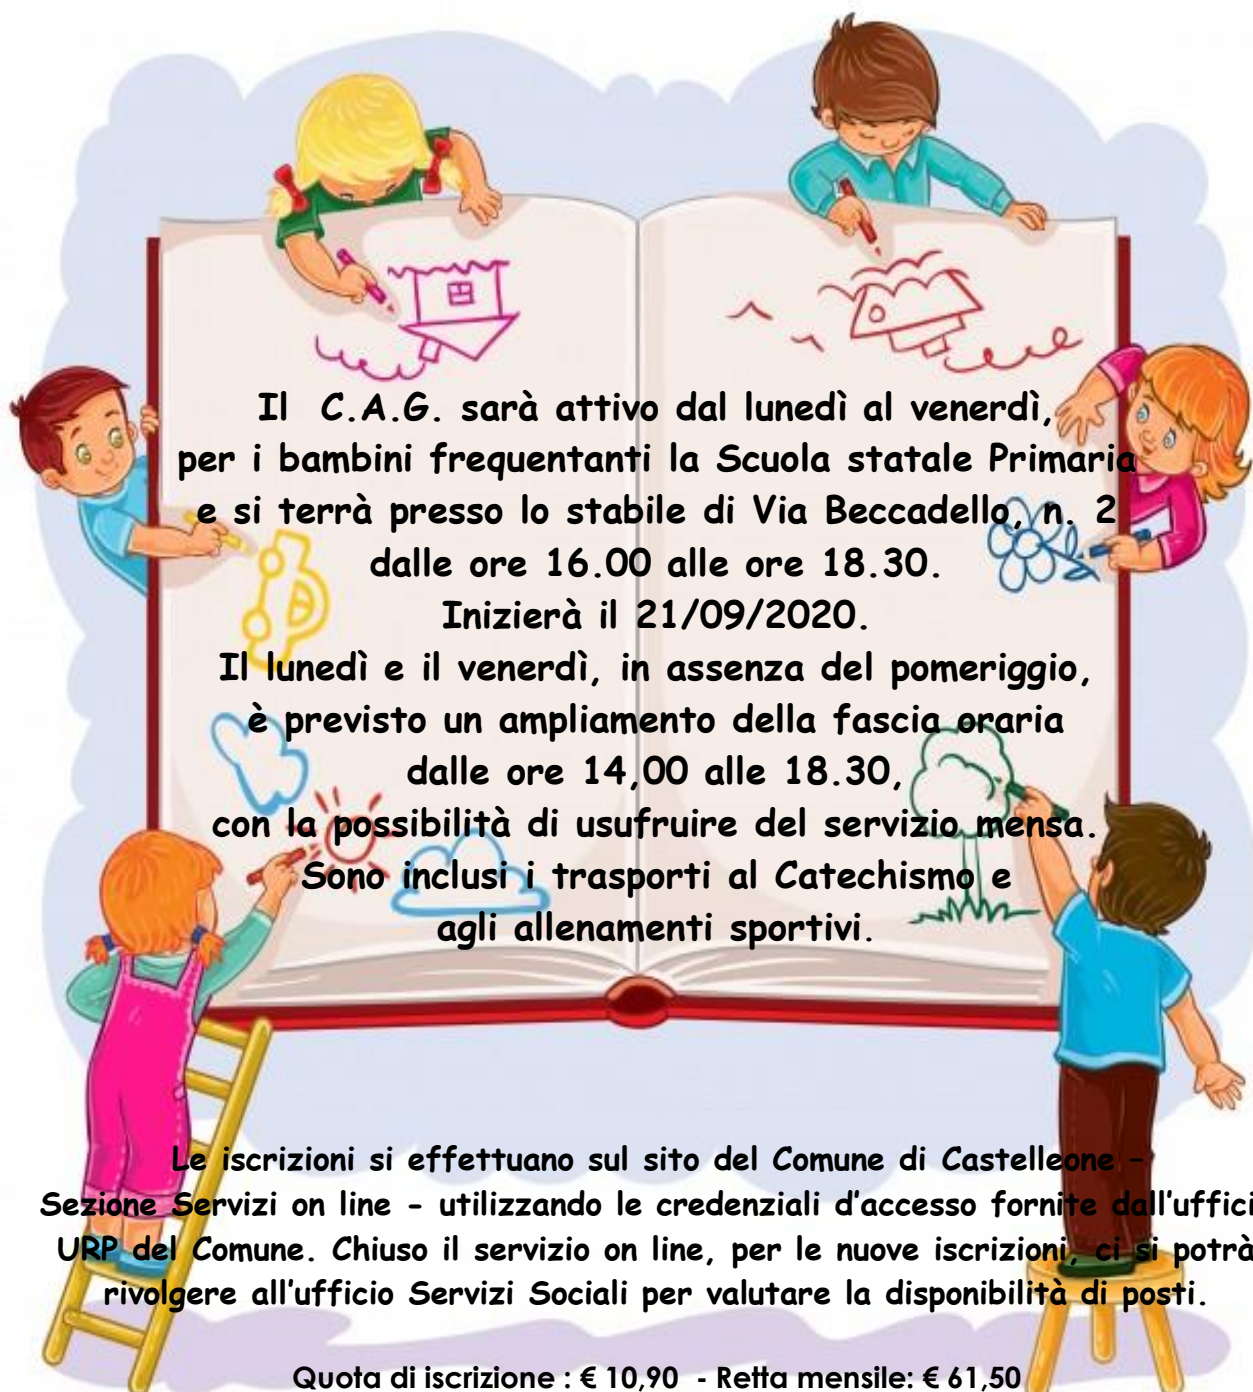 Il C.A.G. sarà attivo dal lunedì al venerdì,
per i bambini frequentanti la Scuola statale Primaria
e si terrà presso lo stabile di Via Beccadello, n. 2
dalle ore 16.00 alle ore 18.30.
Inizierà il 21/09/2020.
Il lunedì e il venerdì, in assenza del pomeriggio,
è previsto un ampliamento della fascia oraria
dalle ore 14,00 alle 18.30,
con la possibilità di usufruire del servizio mensa.
Sono inclusi i trasporti al Catechismo e
agli allenamenti sportivi.
Le iscrizioni si effettuano sul sito del Comune di Castelleone –
Sezione Servizi on line - utilizzando le credenziali d'accesso fornite dall'uffici
URP del Comune. Chiuso il servizio on line, per le nuove iscrizioni, ci si potrà
rivolgere all'ufficio Servizi Sociali per valutare la disponibilità di posti.
Quota di iscrizione : € 10,90 - Retta mensile: € 61,50